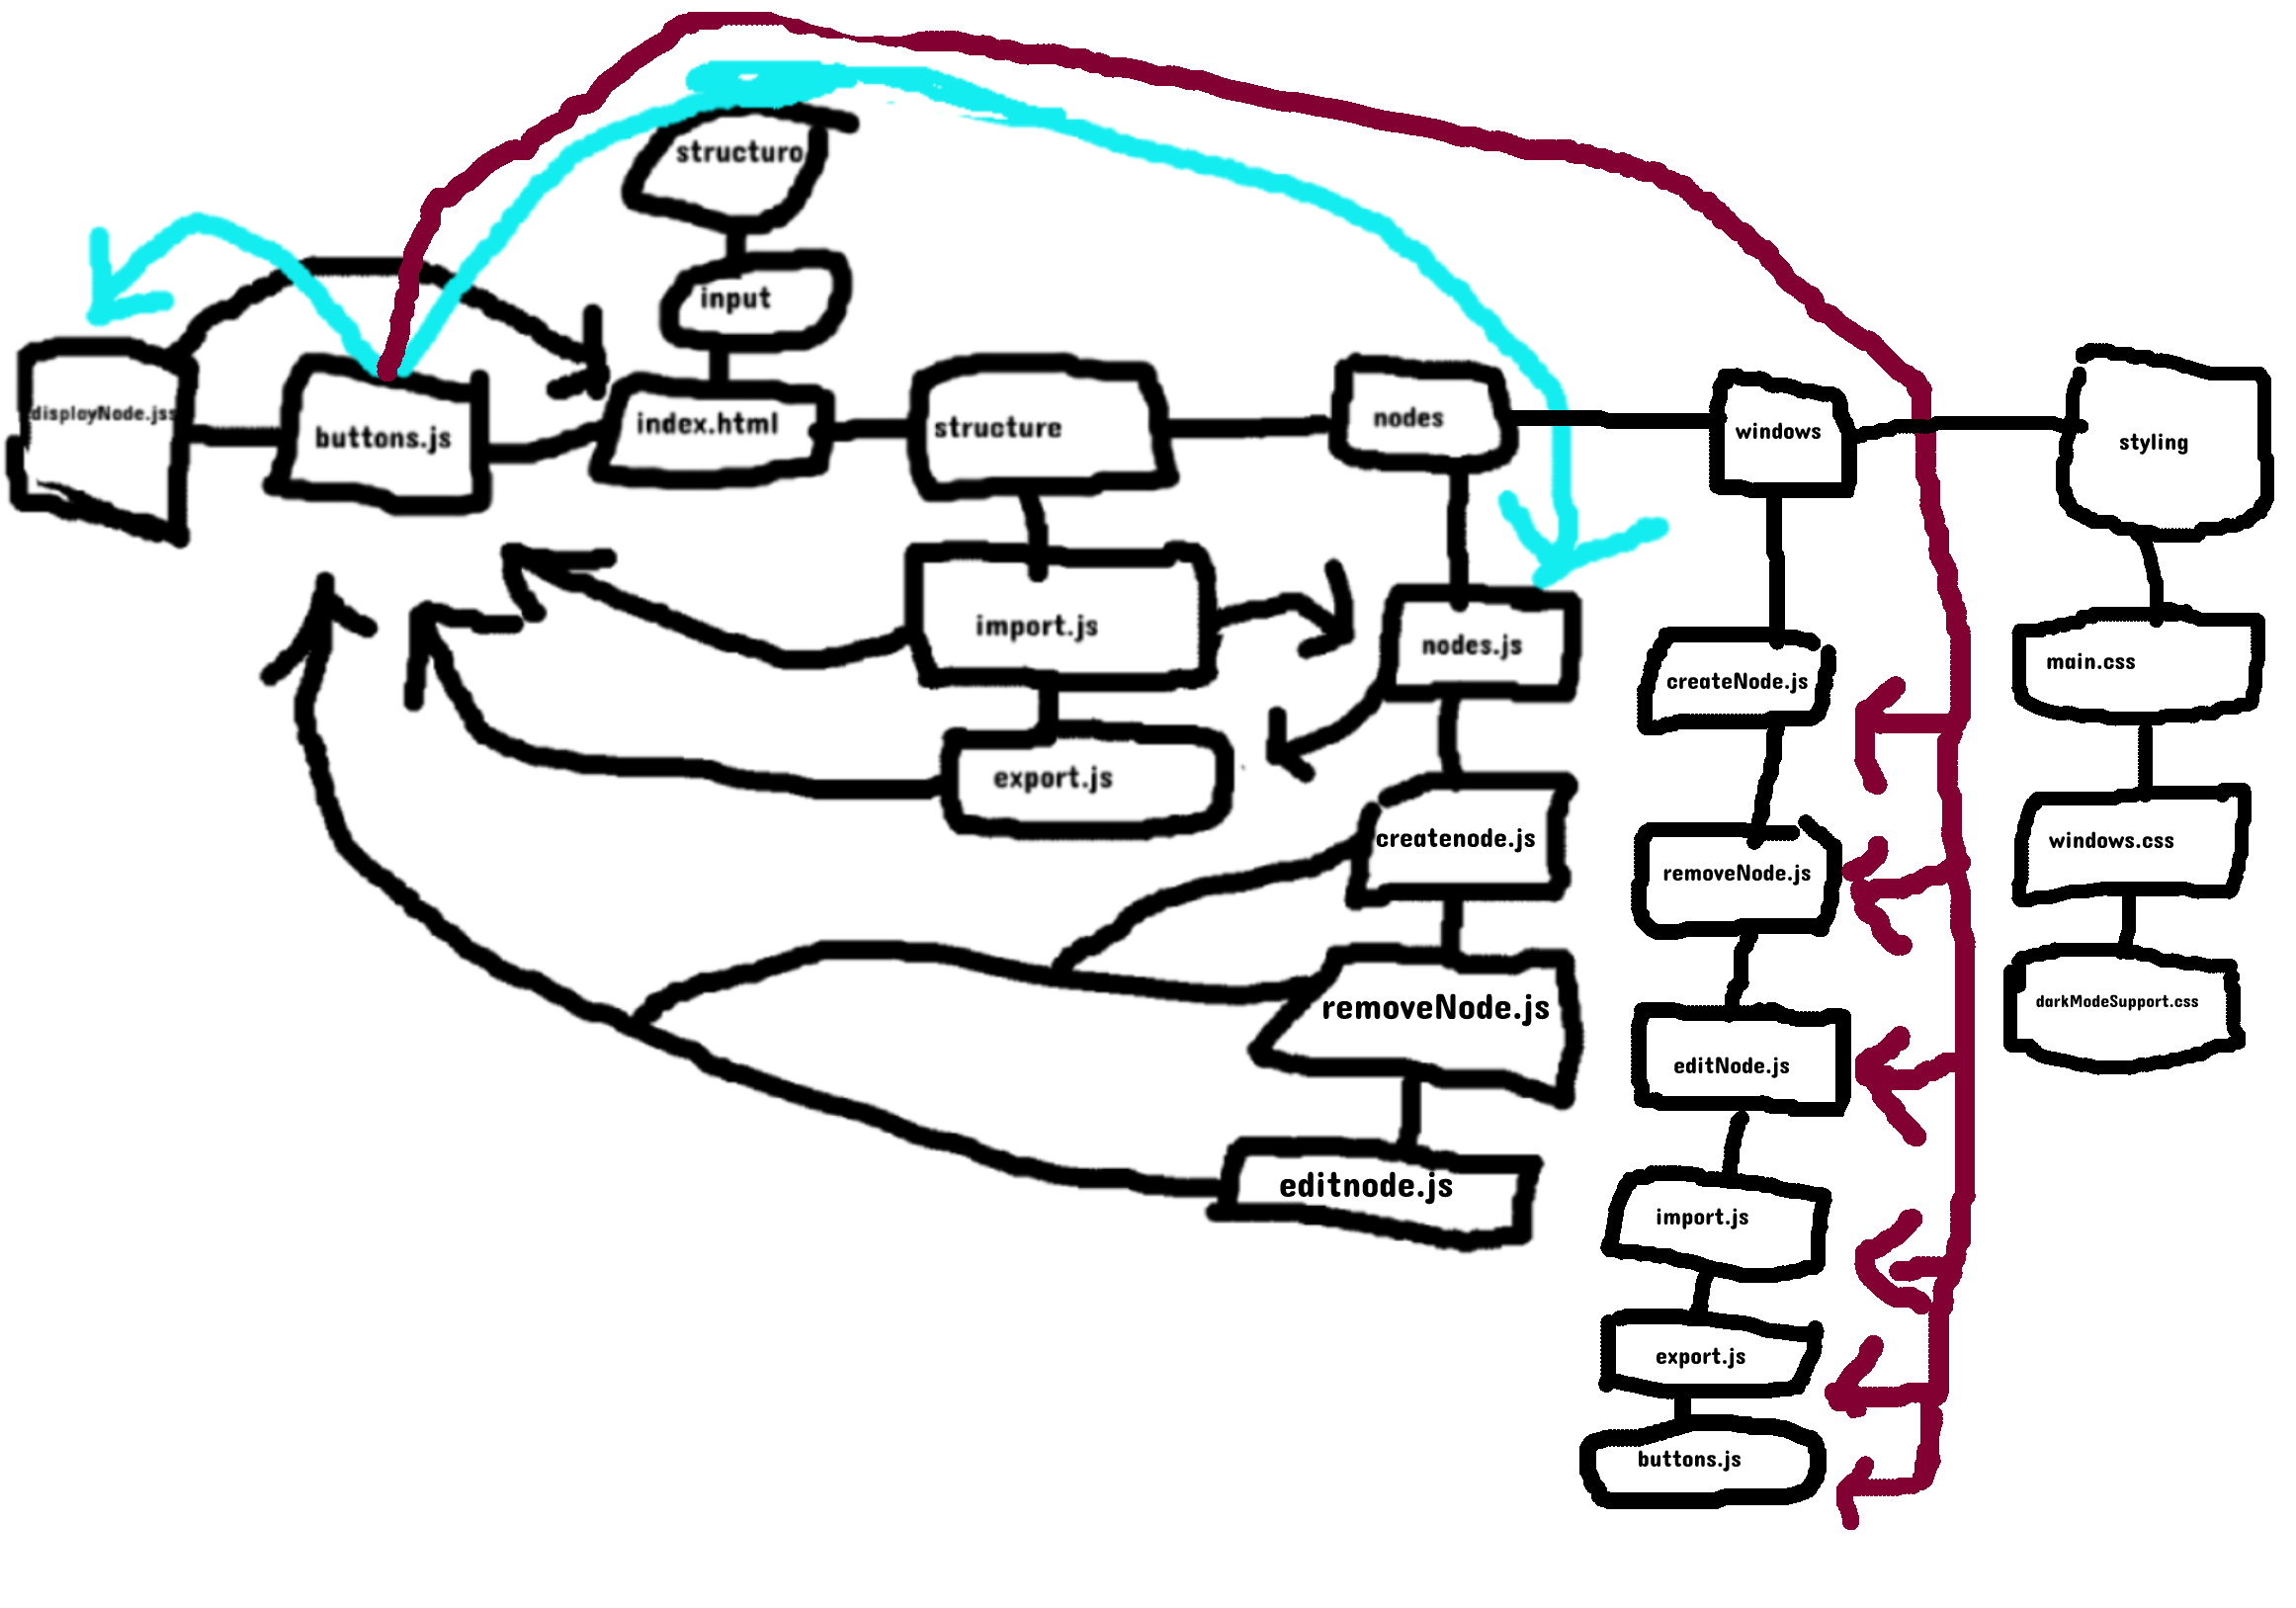 structuro
input
displayNode.jss
buttons.js
index.html
structure
nodes
windows
styling
import.js
nodes.js
createNode.js
main.css
export.js
createnode.js
removeNode.js
windows.css
removeNode.js
editNode.js
darkModeSupport.css
editnode.js
import.js
export.js
buttons.js